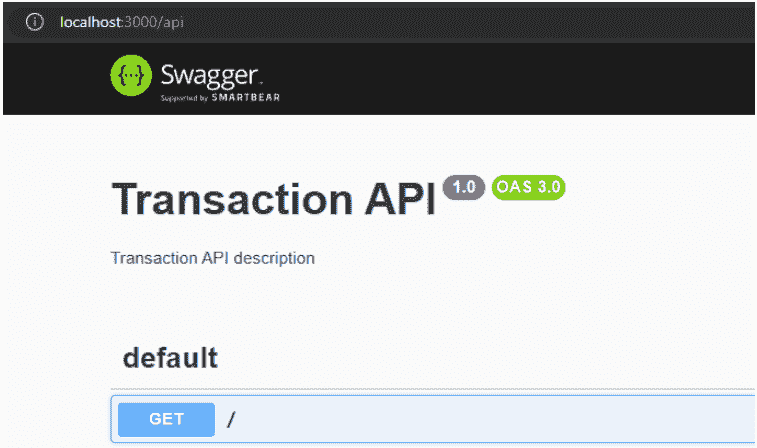 localhost:3000/api
{···} Swagger.
Supported by SMARTBEAR
Transaction API 1.0 OAS 3.0
Transaction API description
default
GET /